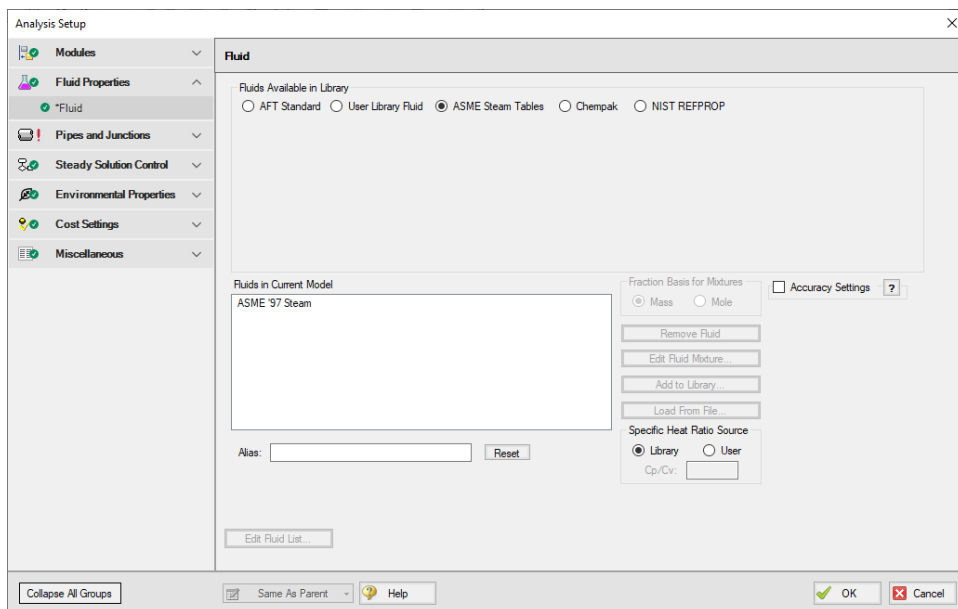 Analysis Setup
Modules
Fluid Properties
*Fluid
Pipes and Junctions
Steady Solution Control
Environmental Properties
Cost Settings
Miscellaneous
Collapse All Groups
Fluid
Fluids Available in Library
AFT Standard User Library Fluid ASME Steam Tables Chempak NIST REFPROP
Fluids in Current Model
ASME '97 Steam
Fraction Basis for Mixtures
Mass Mole
Accuracy Settings ?
Remove Fluid
Edit Fluid Mixture...
Add to Library...
Load From File...
Specific Heat Ratio Source
Library User
Cp/Cv:
Alias: Reset
Edit Fluid List...
Same As Parent Help OK Cancel